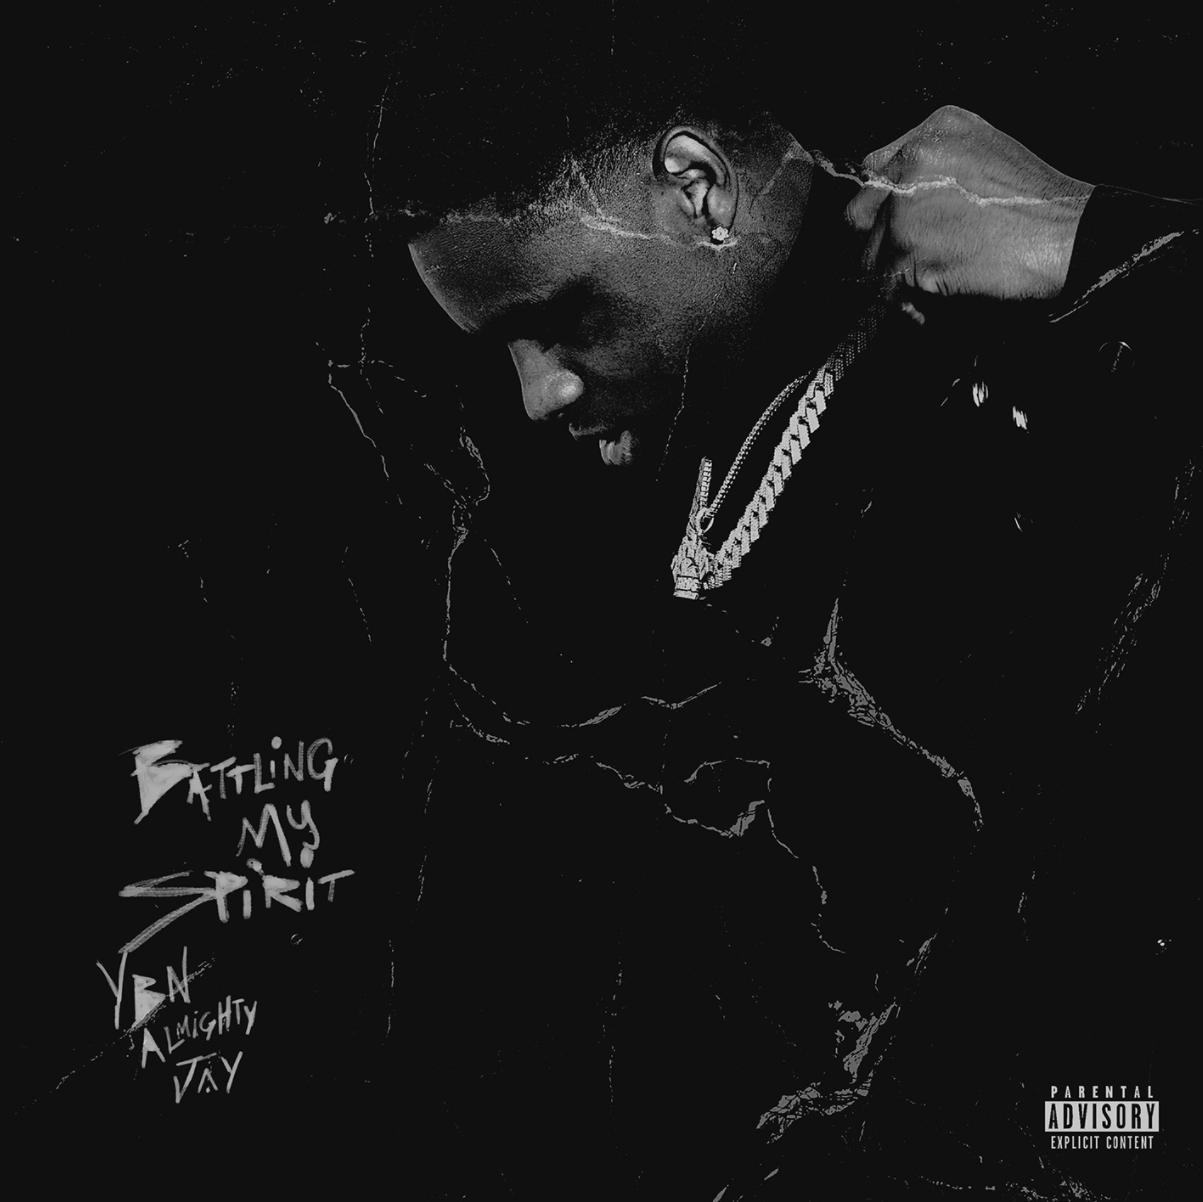 BATTLiNG
My
SPiRiT
YBN
ALMiGHTY
JAY
PARENTAL
ADVISORY
EXPLICIT CONTENT